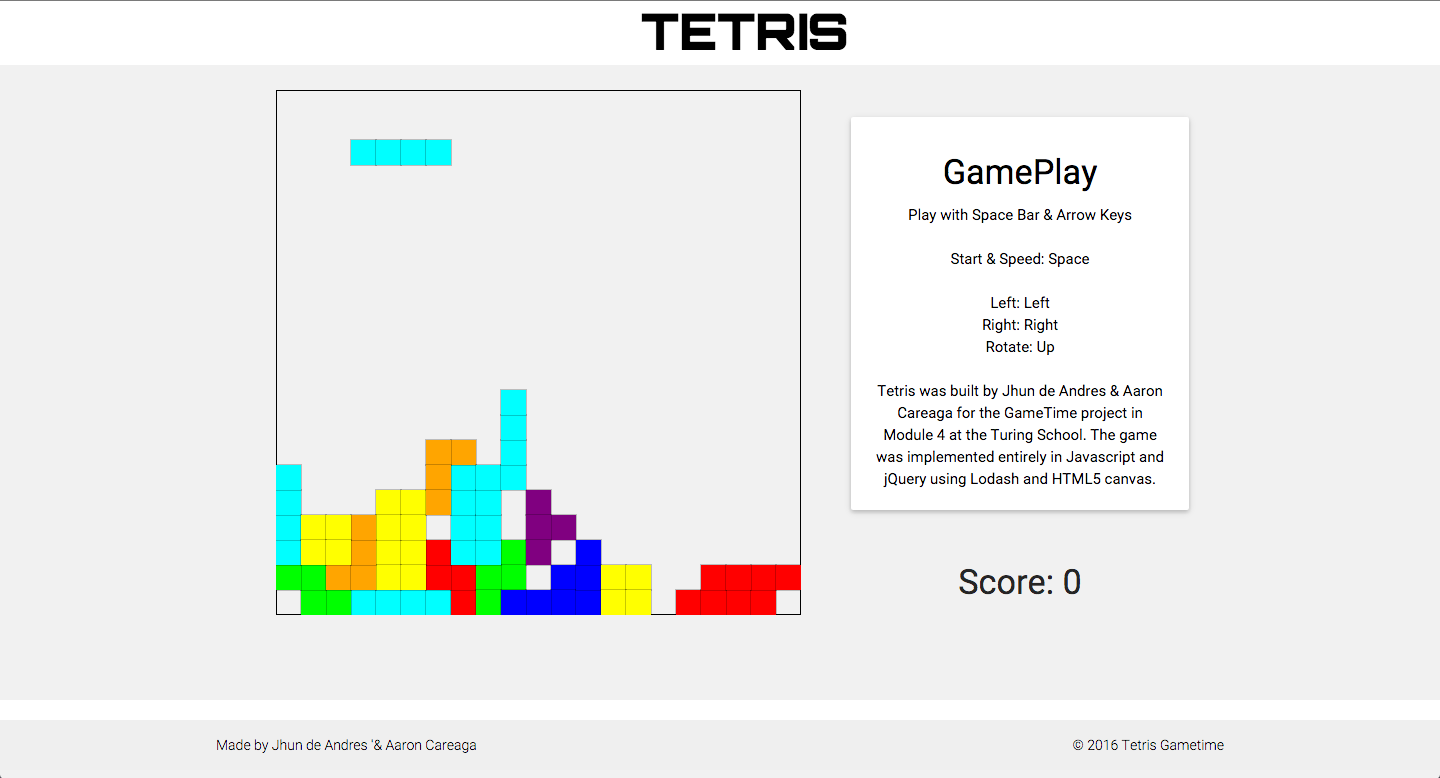 TETRIS
GamePlay
Play with Space Bar & Arrow Keys
Start & Speed: Space
Left: Left
Right: Right
Rotate: Up
Tetris was built by Jhun de Andres & Aaron
Careaga for the GameTime project in
Module 4 at the Turing School. The game
was implemented entirely in Javascript and
jQuery using Lodash and HTML5 canvas.
Score: 0
Made by Jhun de Andres '& Aaron Careaga
© 2016 Tetris Gametime